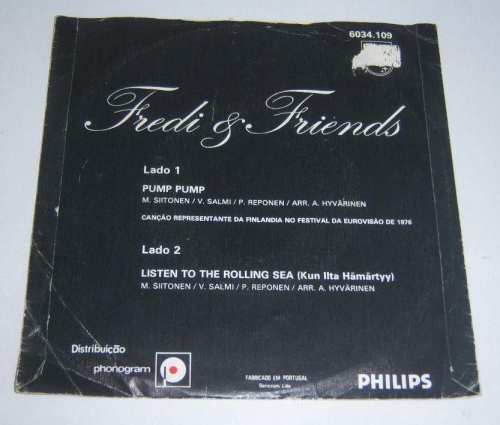 6034.109
Fredi & Friends
Lado 1
PUMP PUMP
M. SIITONEN / V. SALMI / P. REPONEN / ARR. A. HYVÄRINEN
CANÇÃO REPRESENTANTE DA FINLANDIA NO FESTIVAL DA EUROVISÃO DE 1976
Lado 2
LISTEN TO THE ROLLING SEA (Kun Ilta Hämärtyy)
M. SIITONEN / V. SALMI / P. REPONEN / ARR. A. HYVÄRINEN
Distribuição
phonogram
FABRICADO EM PORTUGAL
PHILIPS